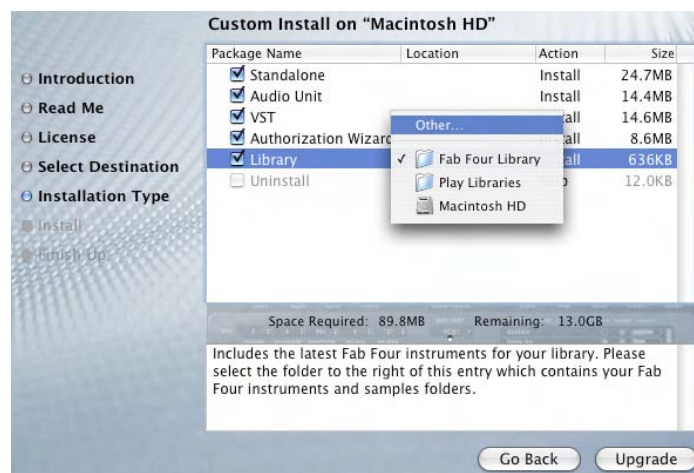 Custom Install on “Macintosh HD”
Introduction
Read Me
License
Select Destination
Installation Type
Install
Finish Up
Package Name Location Action Size
Standalone Install 24.7MB
Audio Unit Install 14.4MB
VST 14.6MB
Authorization 8.6MB
Library 636KB
Uninstall 12.0KB
Other...
✓ Fab Four Library
Play Libraries
Macintosh HD
Space Required: 89.8MB Remaining: 13.0GB
Includes the latest Fab Four instruments for your library. Please
select the folder to the right of this entry which contains your Fab
Four instruments and samples folders.
Go Back Upgrade